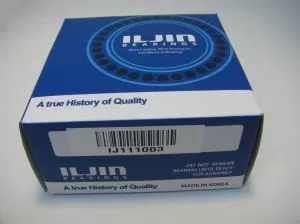 ILJIN
BEARINGS
A true History of Quality
IJ111003
ILJIN
BEARINGS
A true History of Quality
DO NOT REMOVE
BEARING UNTIL READY
FOR ASSEMBLY
MADE IN KOREA